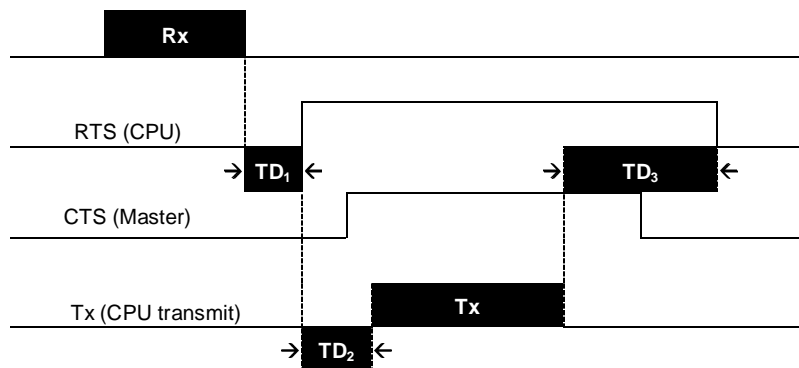 Rx
RTS (CPU)
TD₁
TD₃
CTS (Master)
Tx (CPU transmit)
Tx
TD₂